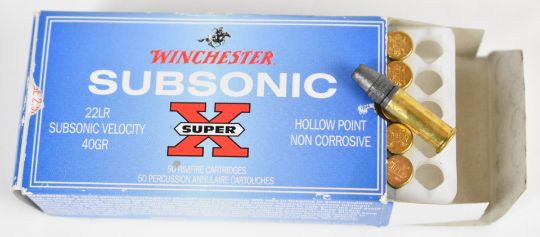 WINCHESTER
SUBSONIC
22LR
SUBSONIC VELOCITY
40GR
X
SUPER
HOLLOW POINT
NON CORROSIVE
50 RIMFIRE CARTRIDGES
50 PERCUSSION ANNULAIRE CARTOUCHES